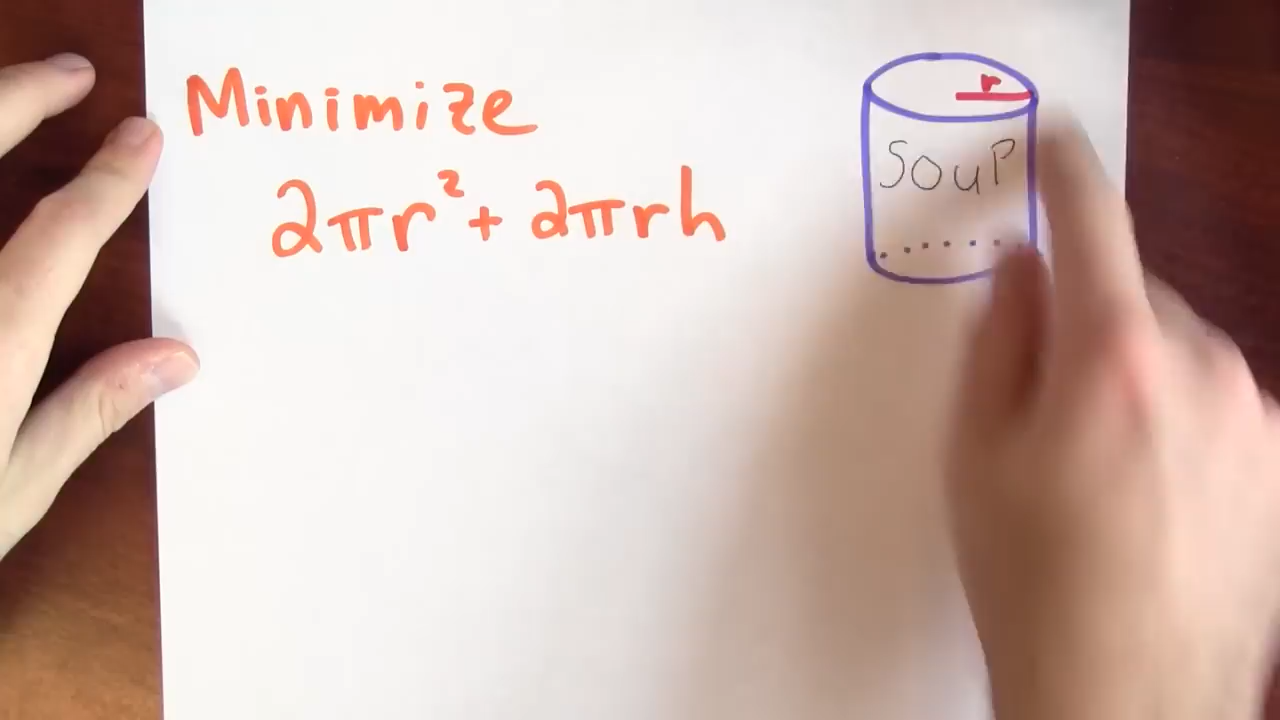 Minimize
2πr² + 2πrh
r
SOUP